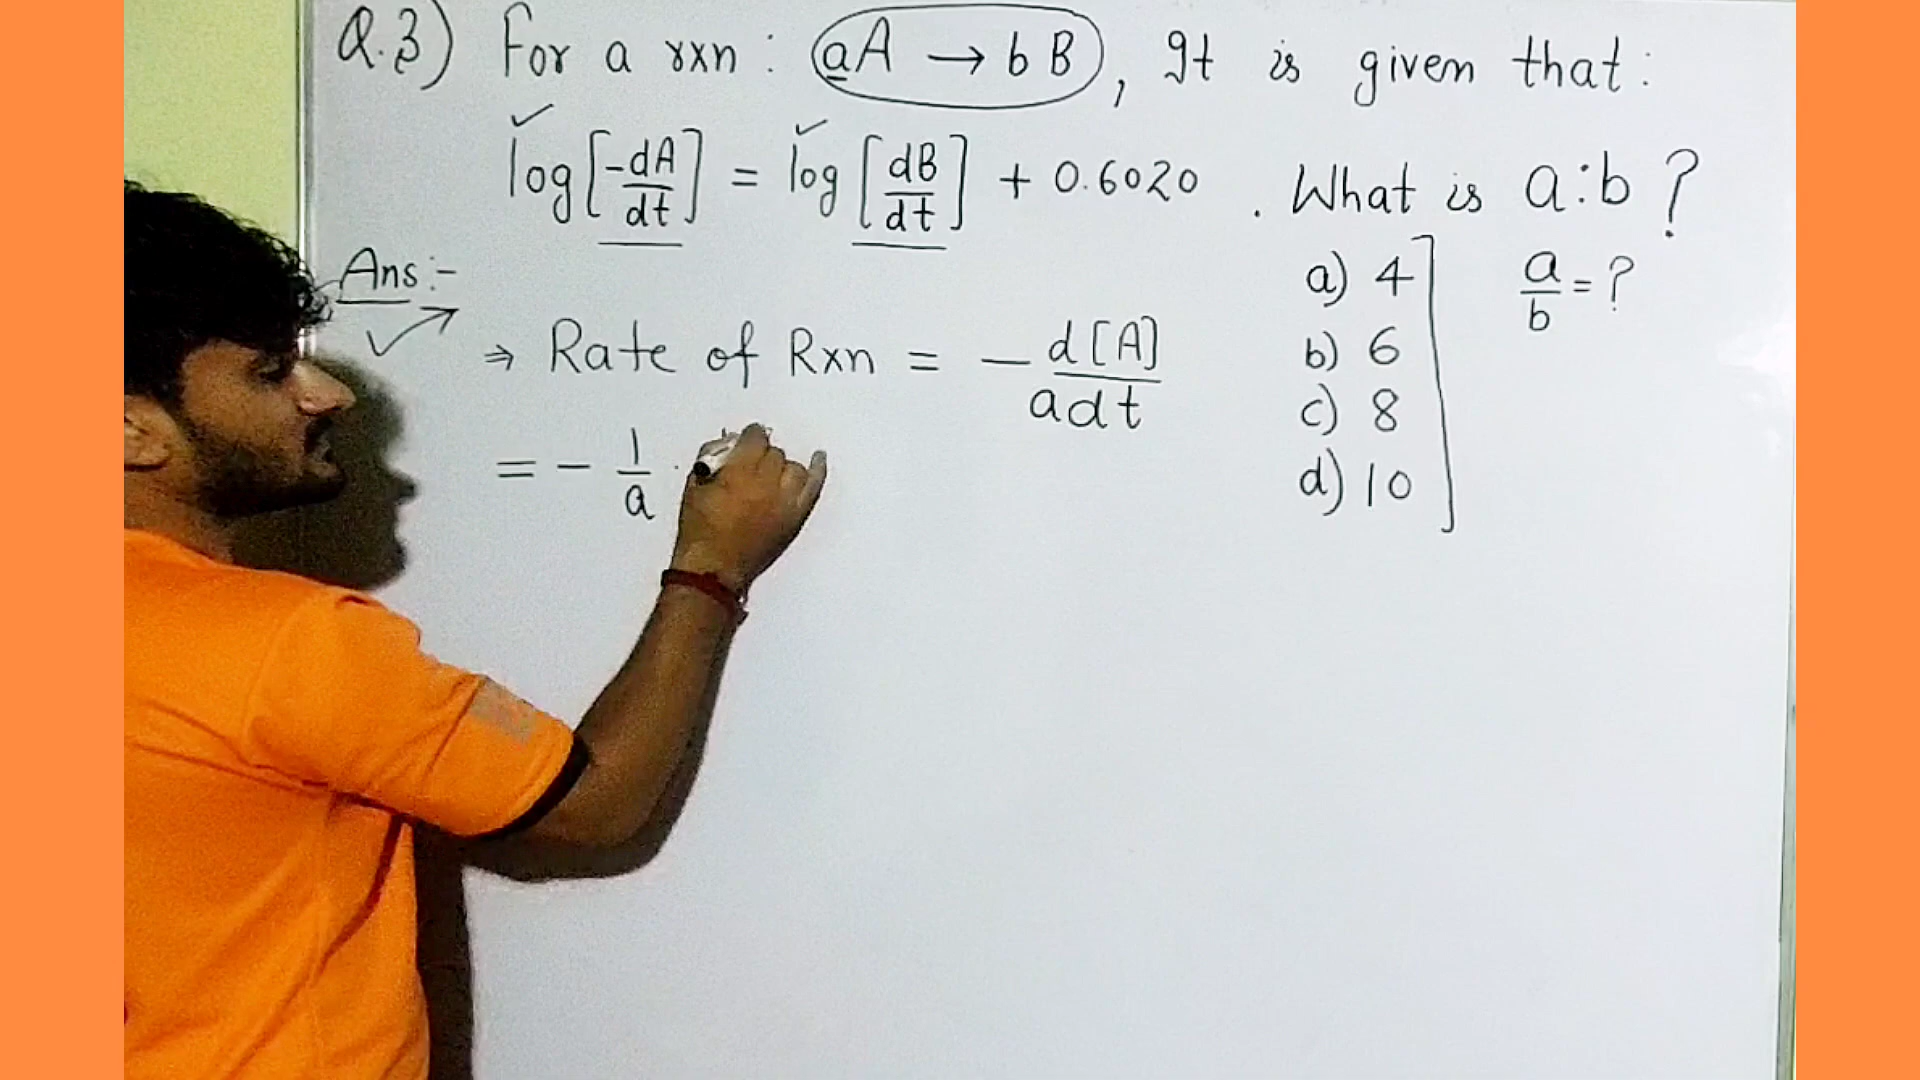 Q.3) For a rxn : aA → bB, It is given that :
log[-dA/dt] = log[dB/dt] + 0.6020 . What is a:b ?
Ans :-
a) 4
a/b = ?
b) 6
c) 8
d) 10
⇒ Rate of Rxn = - d[A]/adt
= - 1/a ·